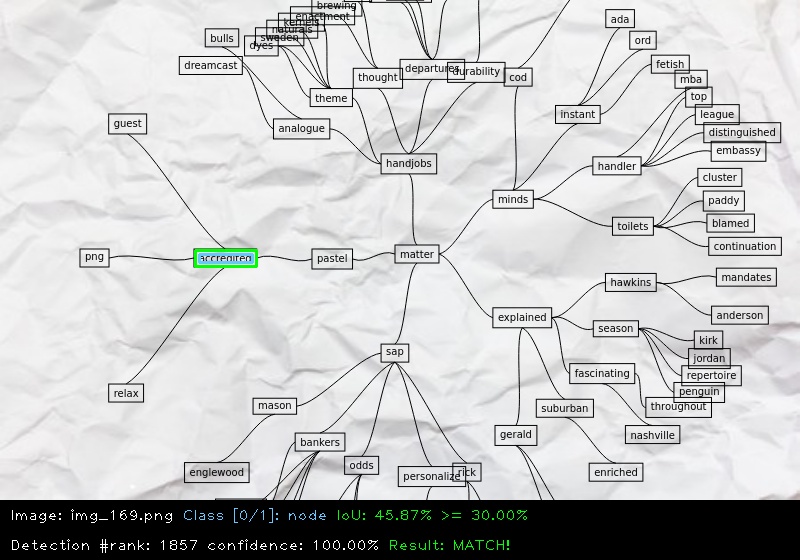 brewing
enactment
kernels
naturals
sweden
dyes
bulls
dreamcast
theme
analogue
thought
departures
durability
cod
handjobs
ada
ord
fetish
mba
top
league
distinguished
embassy
instant
handler
minds
cluster
paddy
toilets
blamed
continuation
guest
png
pastel
matter
relax
hawkins
mandates
anderson
explained
season
kirk
jordan
repertoire
penguin
throughout
fascinating
suburban
nashville
gerald
enriched
sap
mason
englewood
bankers
odds
personalize
rick
Image: img_169.png Class [0/1]: node IoU: 45.87% >= 30.00%
Detection #rank: 1857 confidence: 100.00% Result: MATCH!